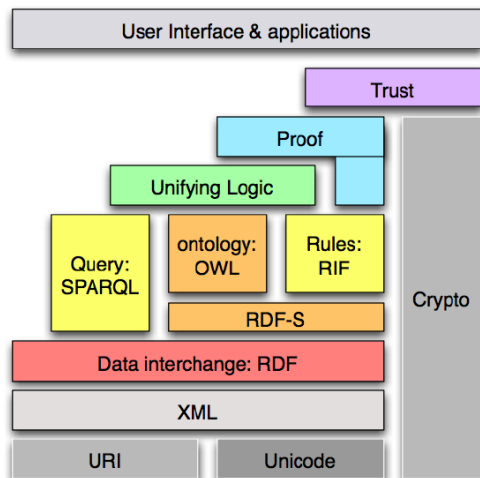 User Interface & applications
Trust
Proof
Unifying Logic
Query:
SPARQL
ontology:
OWL
Rules:
RIF
Crypto
RDF-S
Data interchange: RDF
XML
URI
Unicode